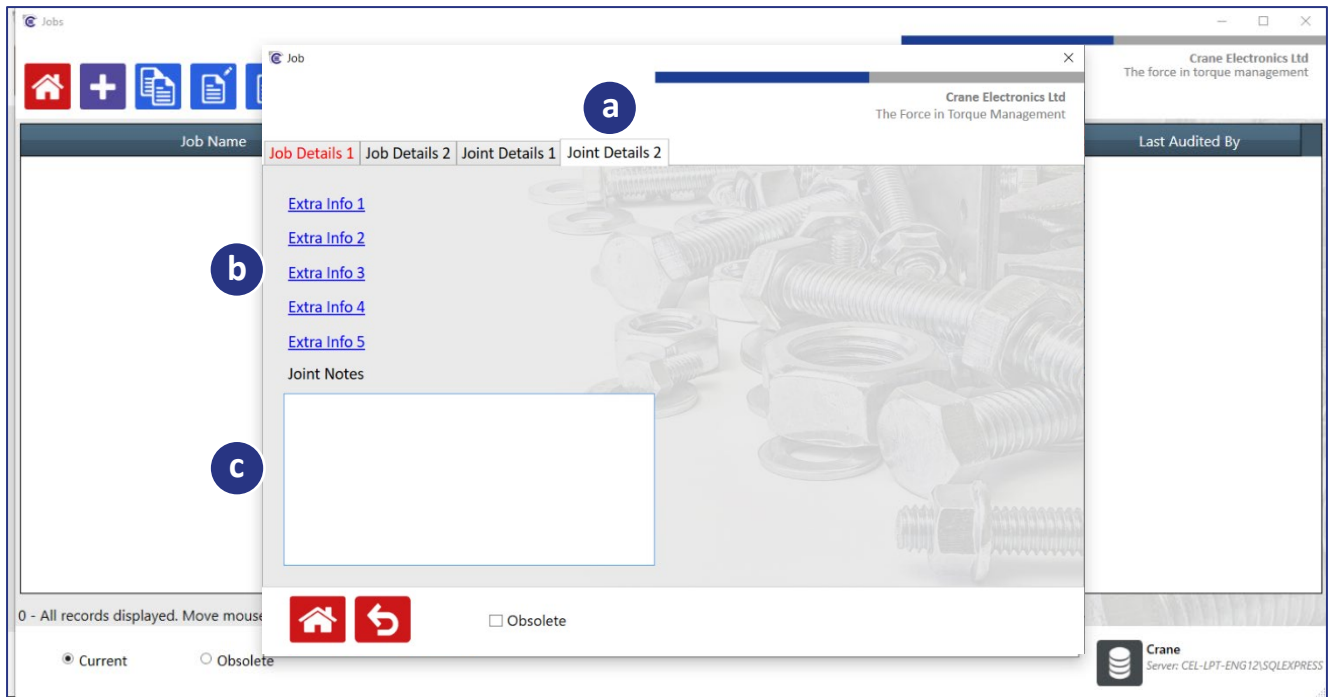 Jobs
Crane Electronics Ltd
The force in torque management
Job Name
Last Audited By
Job
Crane Electronics Ltd
The Force in Torque Management
a
Job Details 1
Job Details 2
Joint Details 1
Joint Details 2
Extra Info 1
Extra Info 2
b
Extra Info 3
Extra Info 4
Extra Info 5
Joint Notes
c
Obsolete
0 - All records displayed. Move mouse
Current
Obsolete
Crane
Server: CEL-LPT-ENG12\SQLEXPRESS